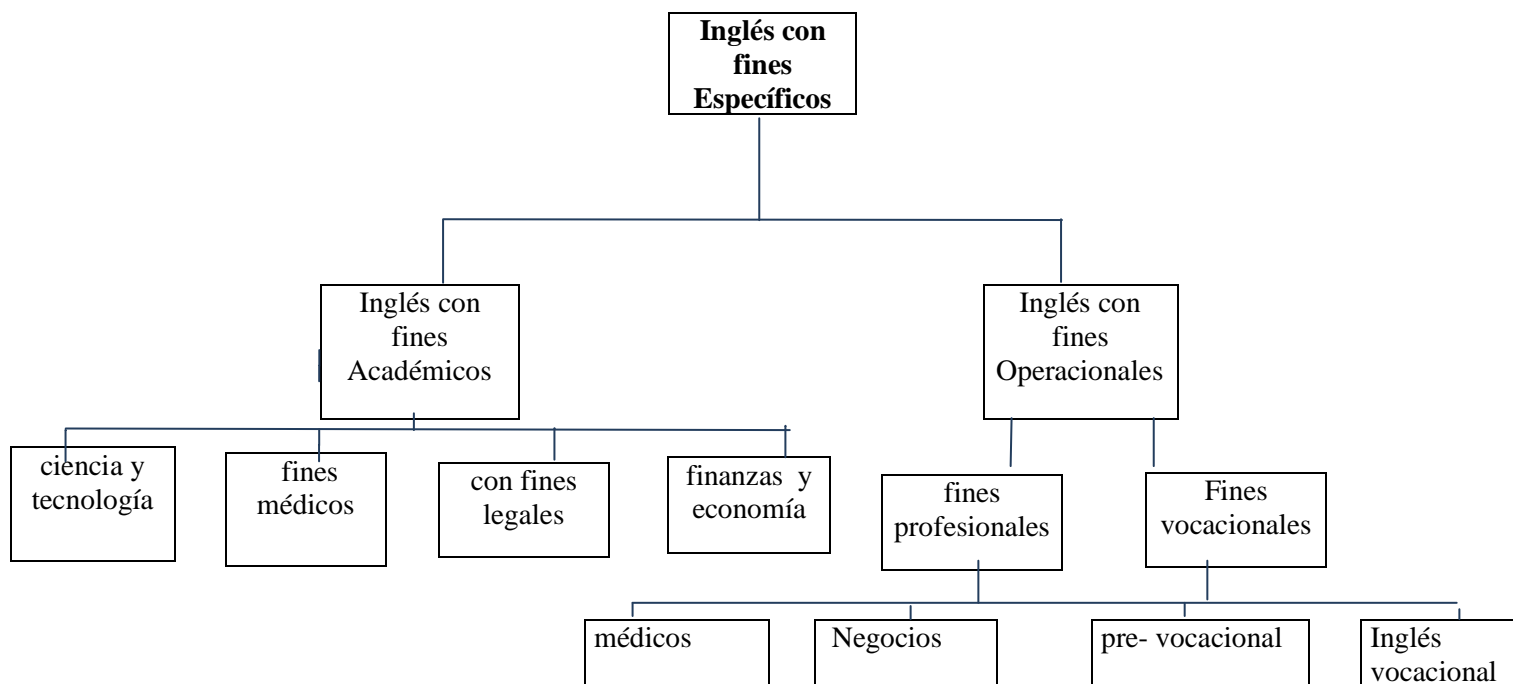 Inglés con
fines
Específicos
Inglés con
fines
Académicos
Inglés con
fines
Operacionales
ciencia y
tecnología
fines
médicos
con fines
legales
finanzas y
economía
fines
profesionales
Fines
vocacionales
médicos
Negocios
pre- vocacional
Inglés
vocacional